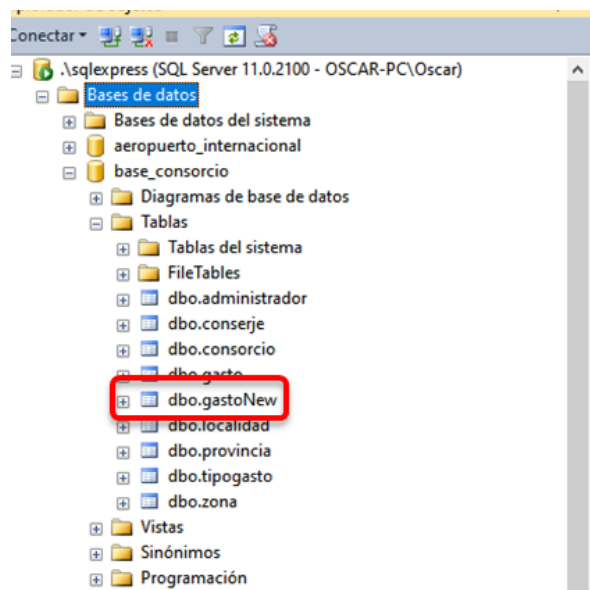 Conectar
.\sqlexpress (SQL Server 11.0.2100 - OSCAR-PC\Oscar)
Bases de datos
Bases de datos del sistema
aeropuerto_internacional
base_consorcio
Diagramas de base de datos
Tablas
Tablas del sistema
FileTables
dbo.administrador
dbo.conserje
dbo.consorcio
dbo.gasto
dbo.gastoNew
dbo.localidad
dbo.provincia
dbo.tipogasto
dbo.zona
Vistas
Sinónimos
Programación